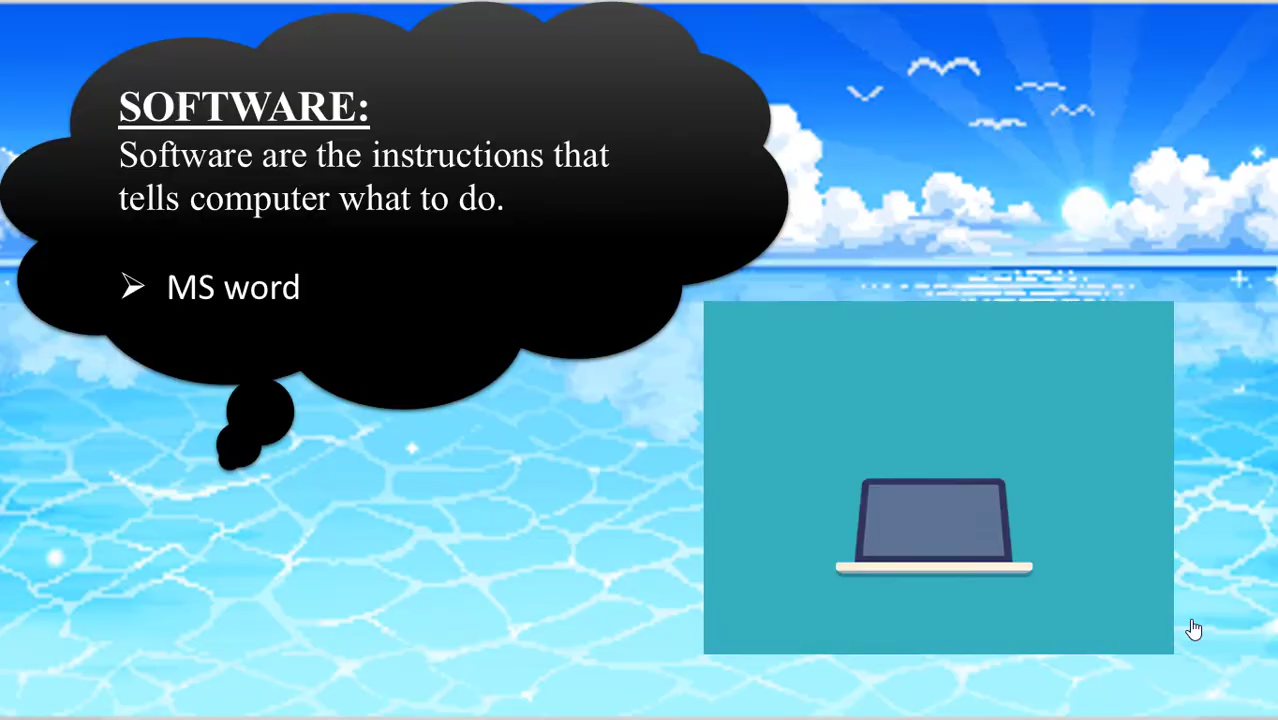 SOFTWARE:
Software are the instructions that
tells computer what to do.
➢ MS word